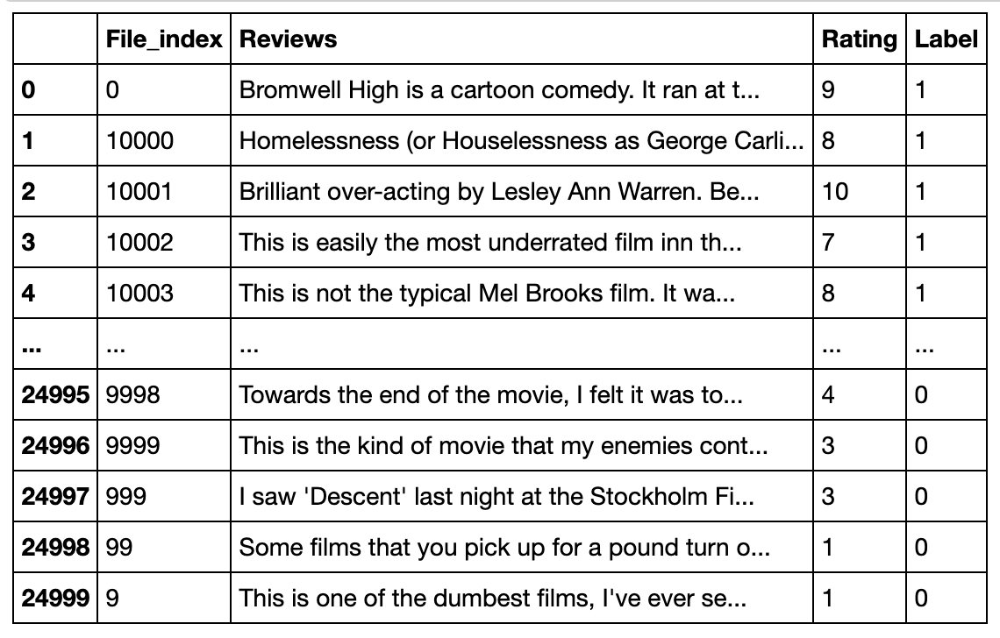 File_index Reviews Rating Label
0 0 Bromwell High is a cartoon comedy. It ran at t... 9 1
1 10000 Homelessness (or Houselessness as George Carli... 8 1
2 10001 Brilliant over-acting by Lesley Ann Warren. Be... 10 1
3 10002 This is easily the most underrated film inn th... 7 1
4 10003 This is not the typical Mel Brooks film. It wa... 8 1
... ... ... ... ...
24995 9998 Towards the end of the movie, I felt it was to... 4 0
24996 9999 This is the kind of movie that my enemies cont... 3 0
24997 999 I saw 'Descent' last night at the Stockholm Fi... 3 0
24998 99 Some films that you pick up for a pound turn o... 1 0
24999 9 This is one of the dumbest films, I've ever se... 1 0